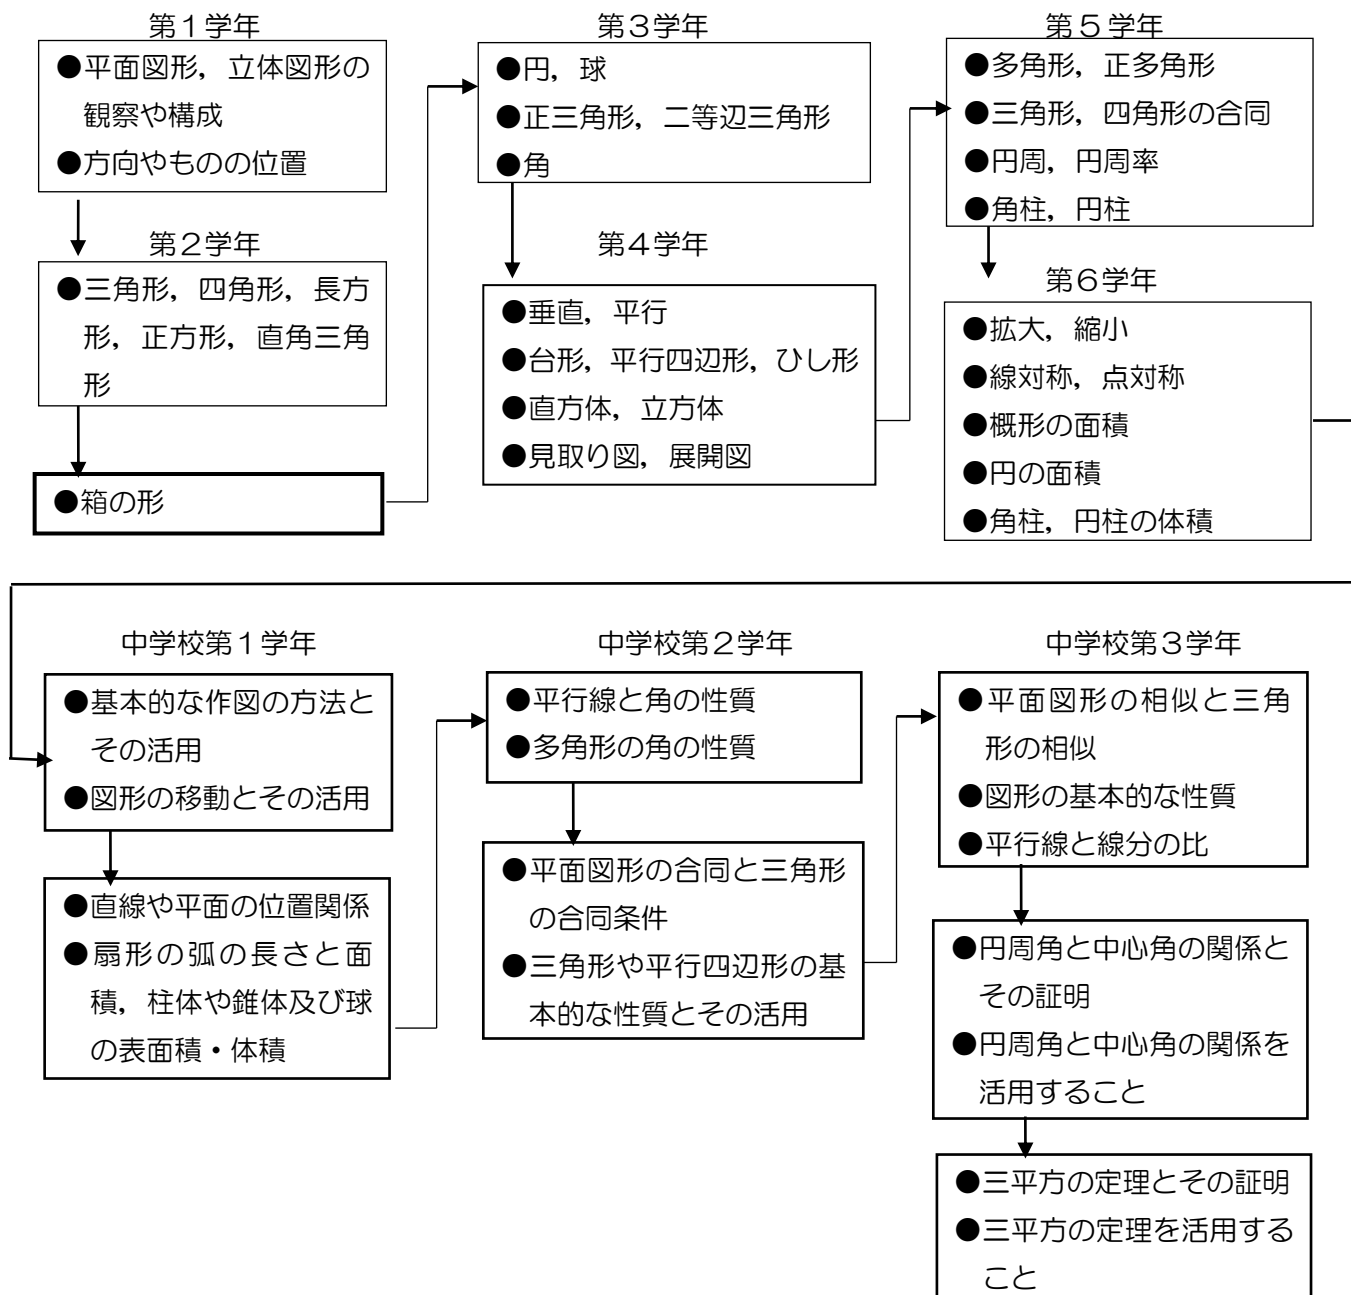 第１学年
●平面図形，立体図形の
観察や構成
●方向やものの位置
第２学年
●三角形，四角形，長方
形，正方形，直角三角
形
●箱の形
第３学年
●円，球
●正三角形，二等辺三角形
●角
第４学年
●垂直，平行
●台形，平行四辺形，ひし形
●直方体，立方体
●見取り図，展開図
第５学年
●多角形，正多角形
●三角形，四角形の合同
●円周，円周率
●角柱，円柱
第６学年
●拡大，縮小
●線対称，点対称
●概形の面積
●円の面積
●角柱，円柱の体積
中学校第１学年
●基本的な作図の方法と
その活用
●図形の移動とその活用
●直線や平面の位置関係
●扇形の弧の長さと面
積，柱体や錐体及び球
の表面積・体積
中学校第２学年
●平行線と角の性質
●多角形の角の性質
●平面図形の合同と三角形
の合同条件
●三角形や平行四辺形の基
本的な性質とその活用
中学校第３学年
●平面図形の相似と三角
形の相似
●図形の基本的な性質
●平行線と線分の比
●円周角と中心角の関係と
その証明
●円周角と中心角の関係を
活用すること
●三平方の定理とその証明
●三平方の定理を活用する
こと